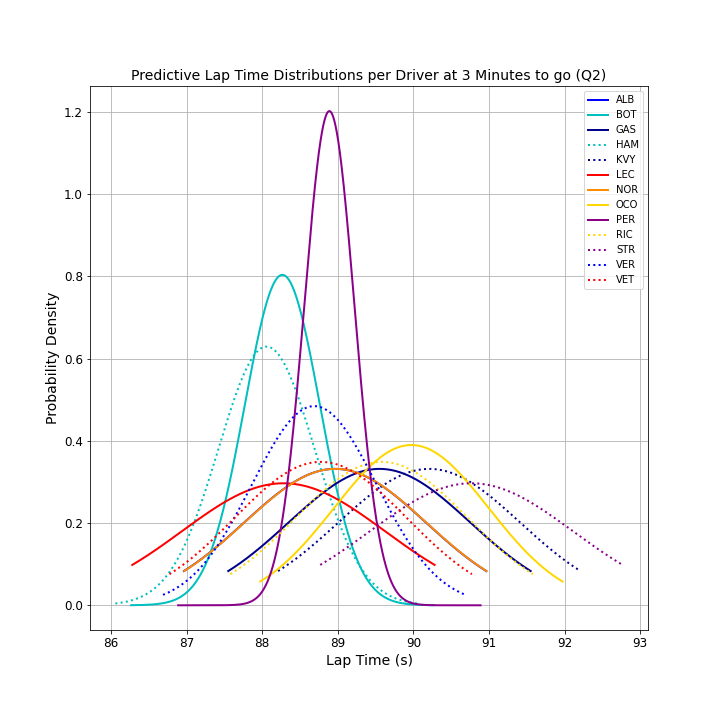 Predictive Lap Time Distributions per Driver at 3 Minutes to go (Q2)
ALB
BOT
GAS
HAM
KVY
LEC
NOR
OCO
PER
RIC
STR
VER
VET
1.2
1.0
0.8
0.6
0.4
0.2
0.0
Probability Density
86 87 88 89 90 91 92 93
Lap Time (s)